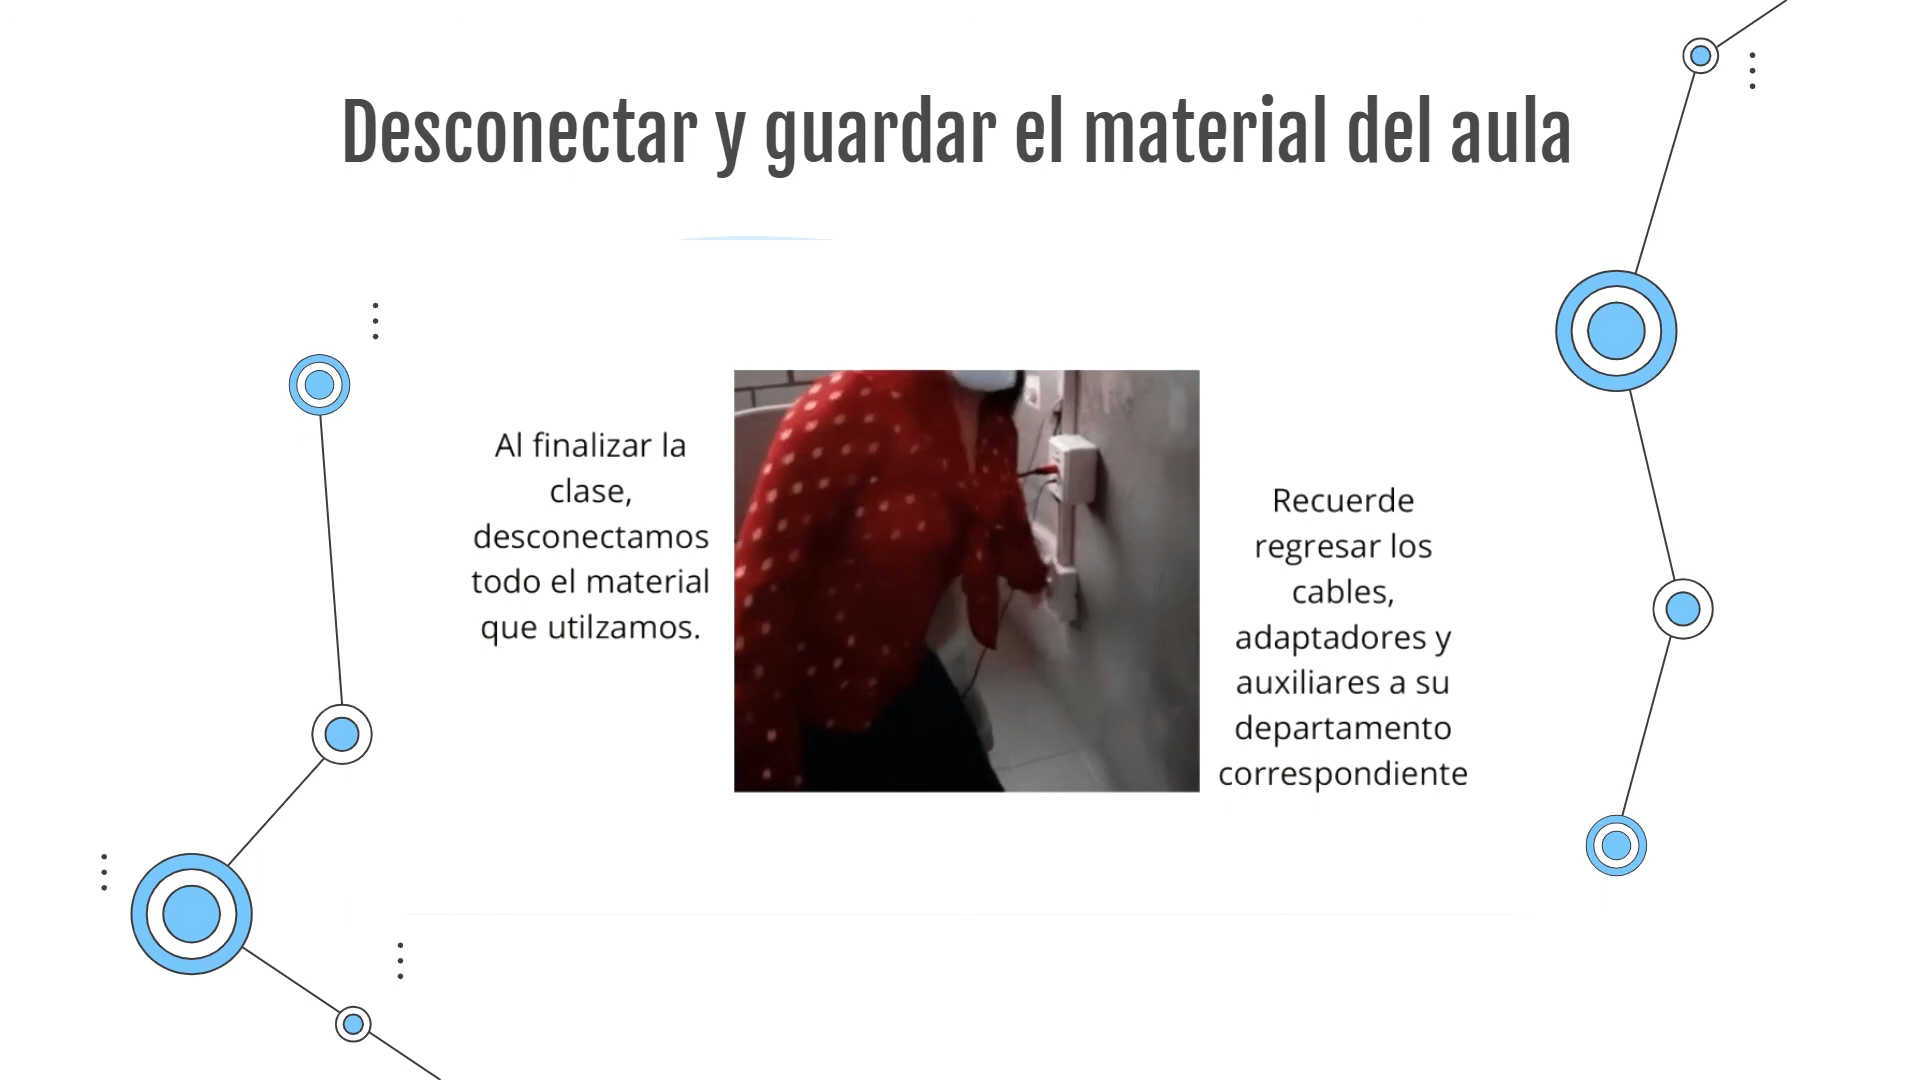 Desconectar y guardar el material del aula
Al finalizar la
clase,
desconectamos
todo el material
que utilzamos.
Recuerde
regresar los
cables,
adaptadores y
auxiliares a su
departamento
correspondiente